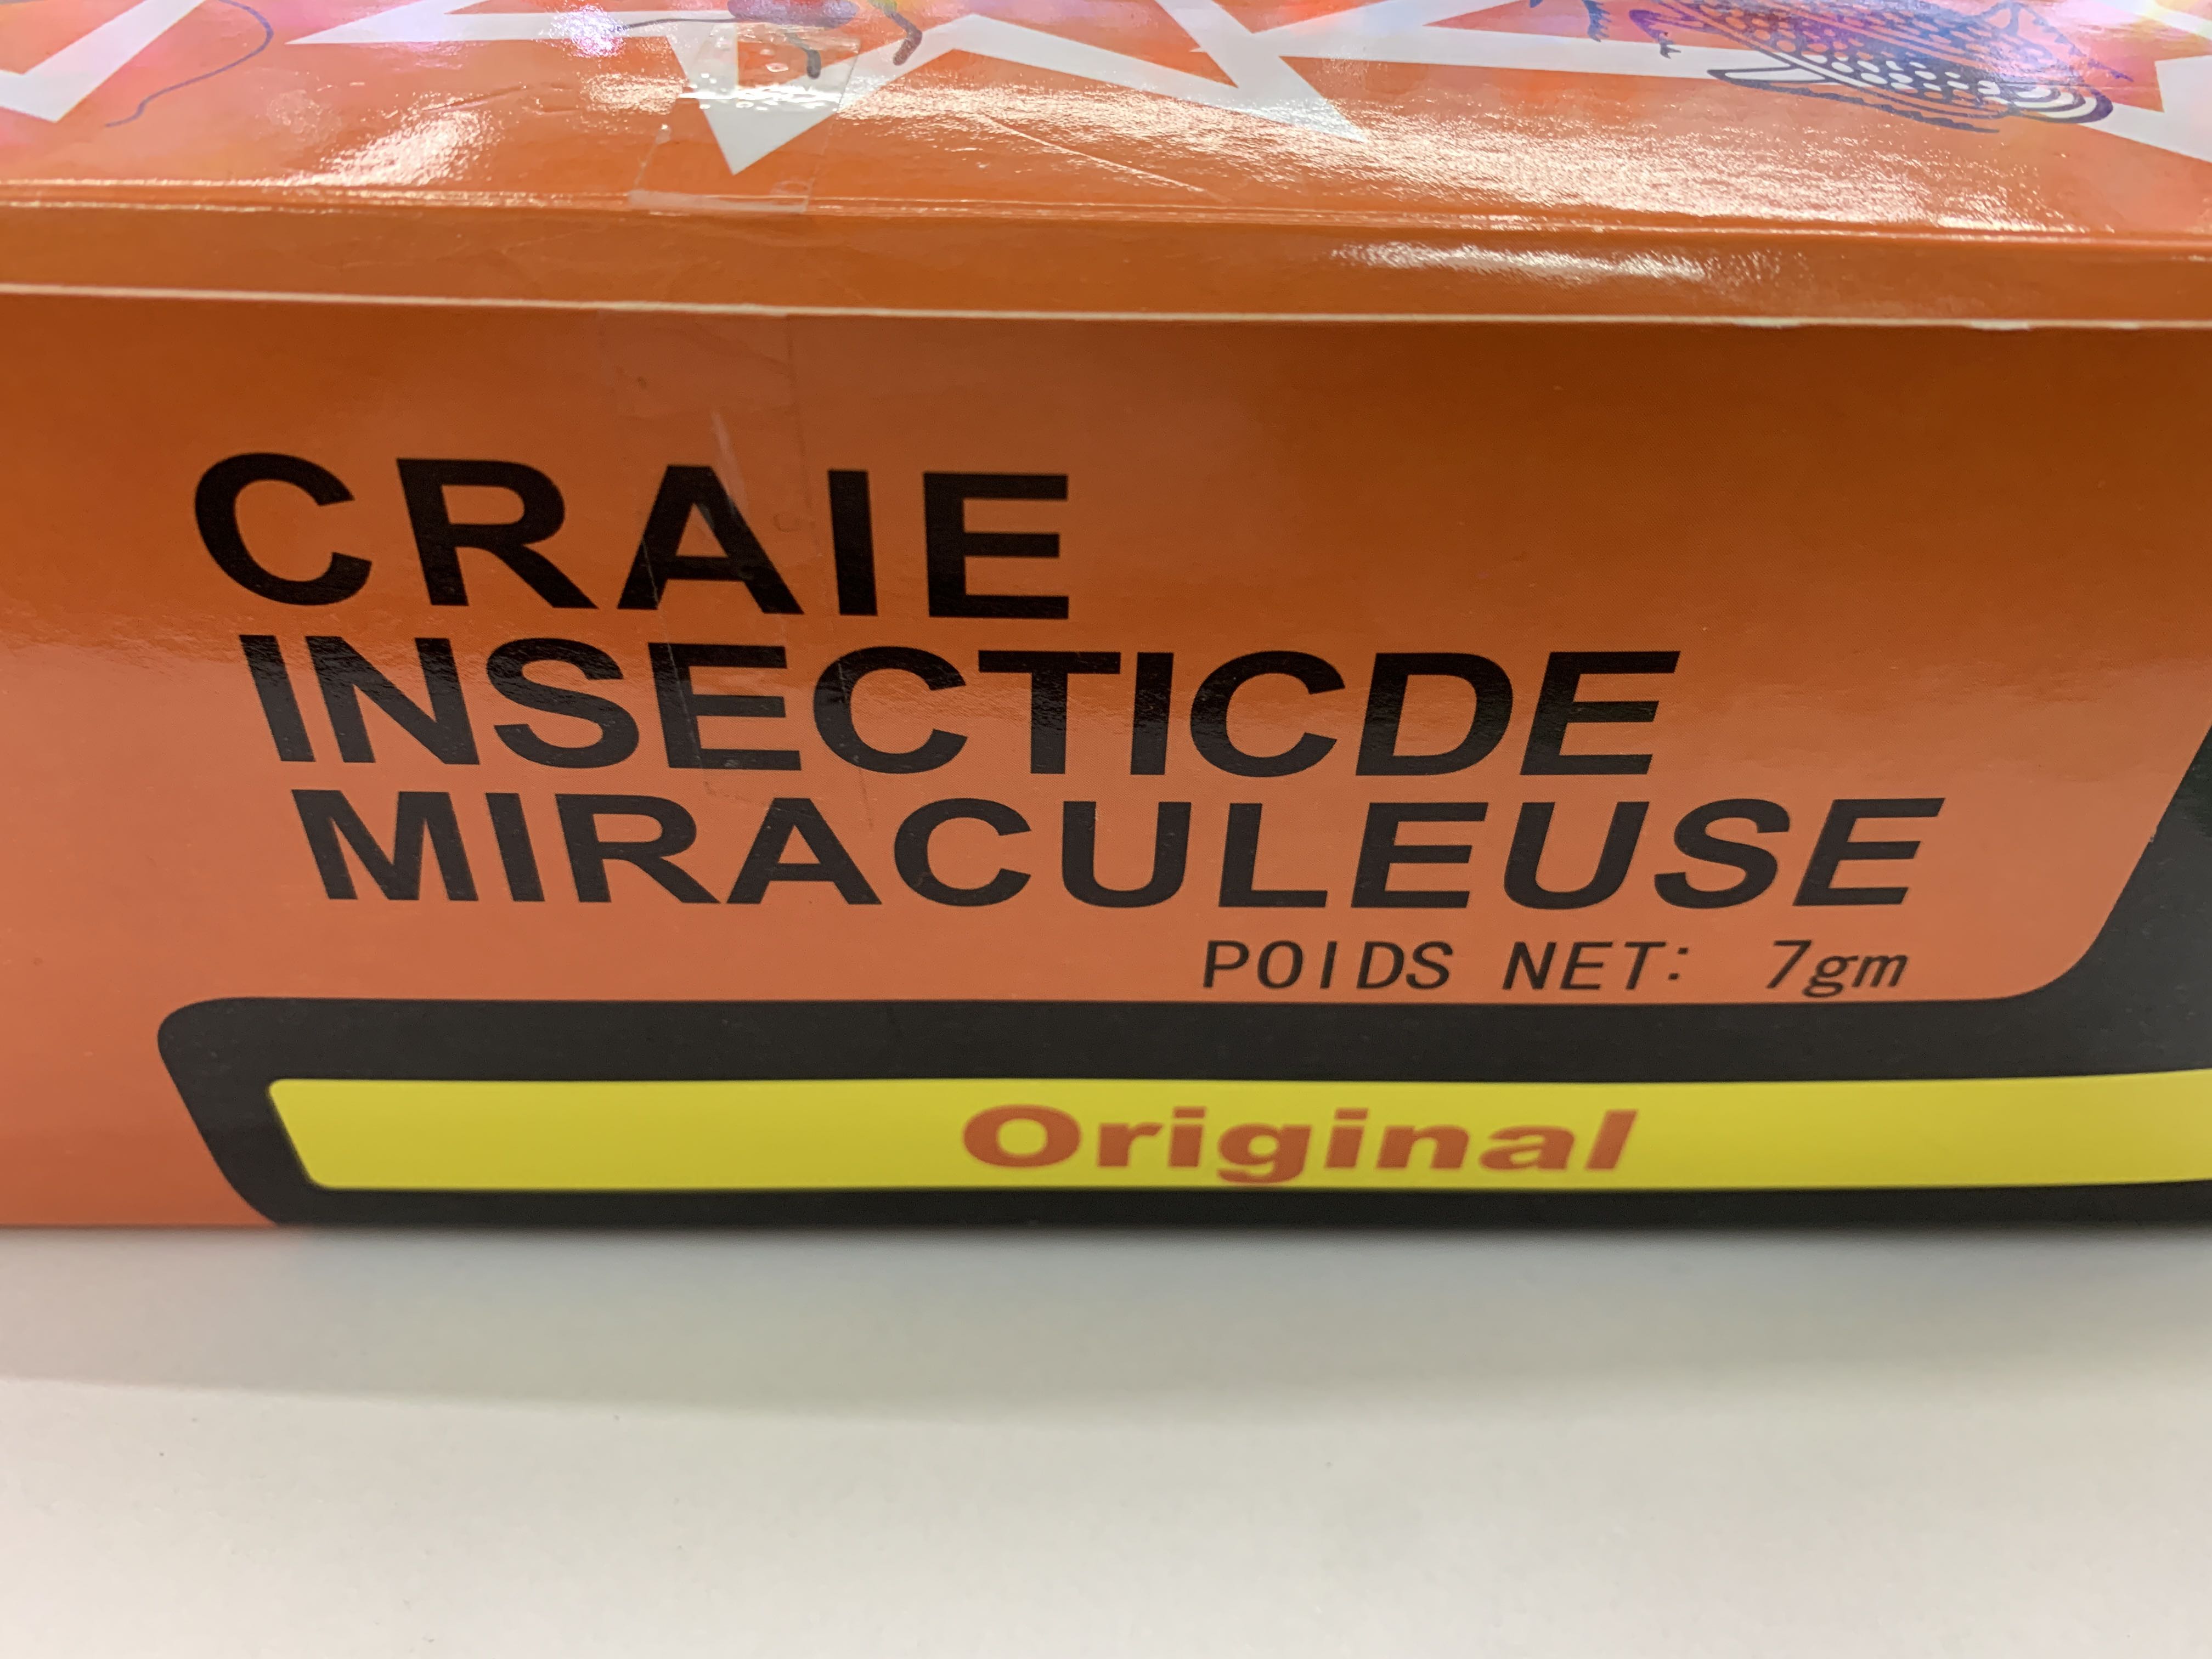 CRAIE
INSECTICDE
MIRACULEUSE
POIDS NET: 7gm
Original